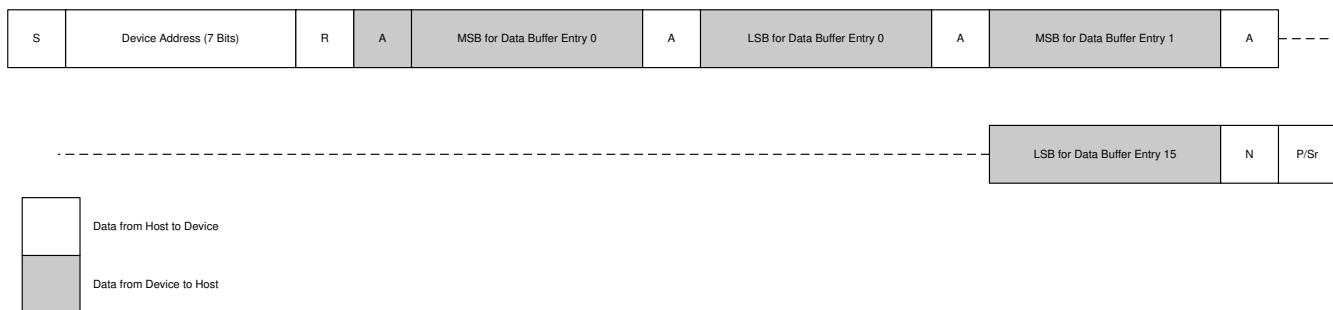 S Device Address (7 Bits) R A MSB for Data Buffer Entry 0 A LSB for Data Buffer Entry 0 A MSB for Data Buffer Entry 1 A
LSB for Data Buffer Entry 15 N P/Sr
Data from Host to Device
Data from Device to Host